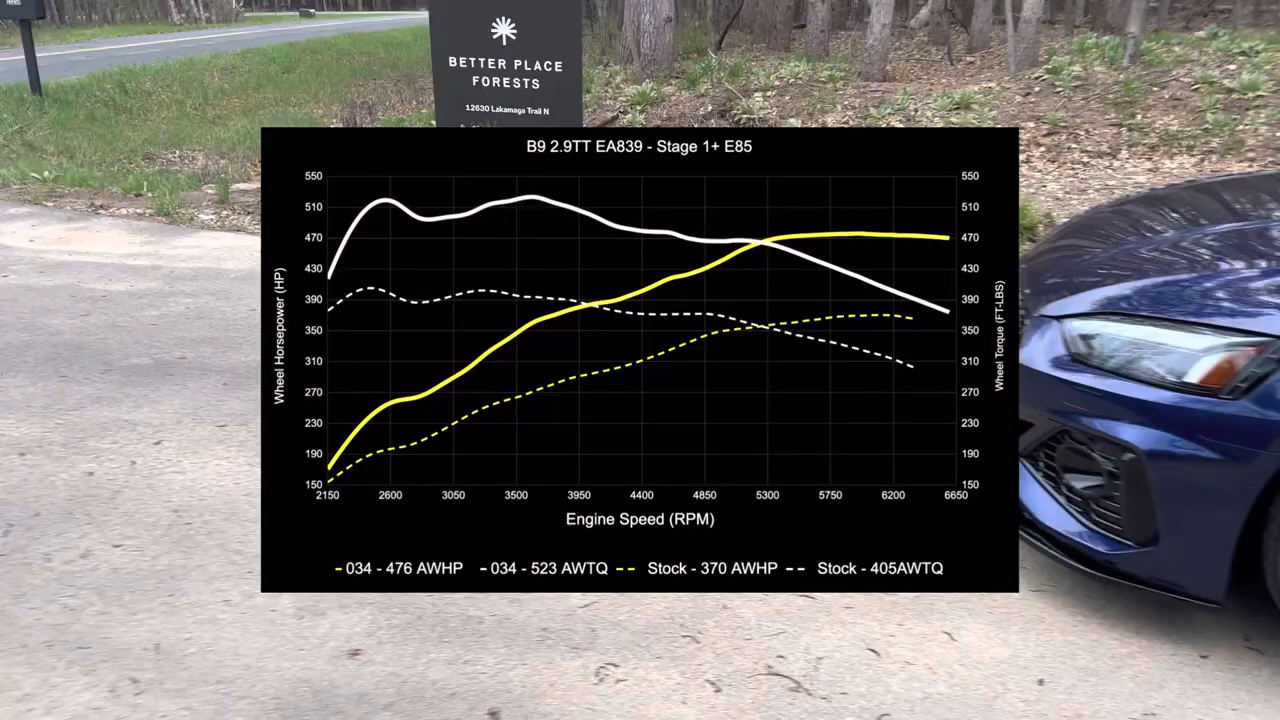 BETTER PLACE
FORESTS
12630 Lakamaga Trail N
B9 2.9TT EA839 - Stage 1+ E85
550
510
470
430
390
350
310
270
230
190
150
550
510
470
430
390
350
310
270
230
190
150
Wheel Horsepower (HP)
Wheel Torque (FT-LBS)
2150 2600 3050 3500 3950 4400 4850 5300 5750 6200 6650
Engine Speed (RPM)
034 - 476 AWHP 034 - 523 AWTQ Stock - 370 AWHP Stock - 405AWTQ